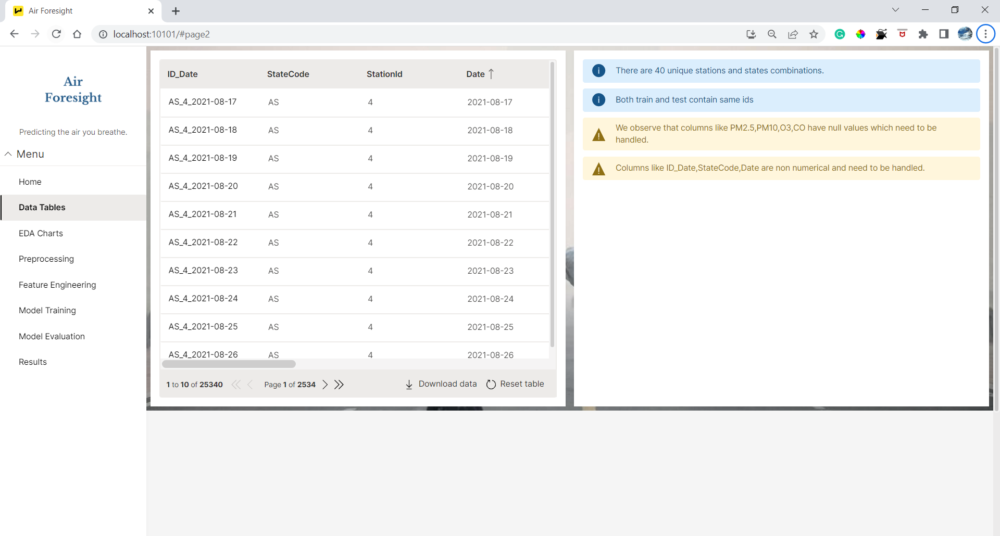 Air Foresight
localhost:10101/#page2
Air
Foresight
Predicting the air you breathe.
Menu
Home
Data Tables
EDA Charts
Preprocessing
Feature Engineering
Model Training
Model Evaluation
Results
ID_Date StateCode StationId Date
AS_4_2021-08-17 AS 4 2021-08-17
AS_4_2021-08-18 AS 4 2021-08-18
AS_4_2021-08-19 AS 4 2021-08-19
AS_4_2021-08-20 AS 4 2021-08-20
AS_4_2021-08-21 AS 4 2021-08-21
AS_4_2021-08-22 AS 4 2021-08-22
AS_4_2021-08-23 AS 4 2021-08-23
AS_4_2021-08-24 AS 4 2021-08-24
AS_4_2021-08-25 AS 4 2021-08-25
AS_4_2021-08-26 AS 4 2021-08-26
1 to 10 of 25340 Page 1 of 2534 Download data Reset table
There are 40 unique stations and states combinations.
Both train and test contain same ids
We observe that columns like PM2.5,PM10,O3,CO have null values which need to be
handled.
Columns like ID_Date,StateCode,Date are non numerical and need to be handled.